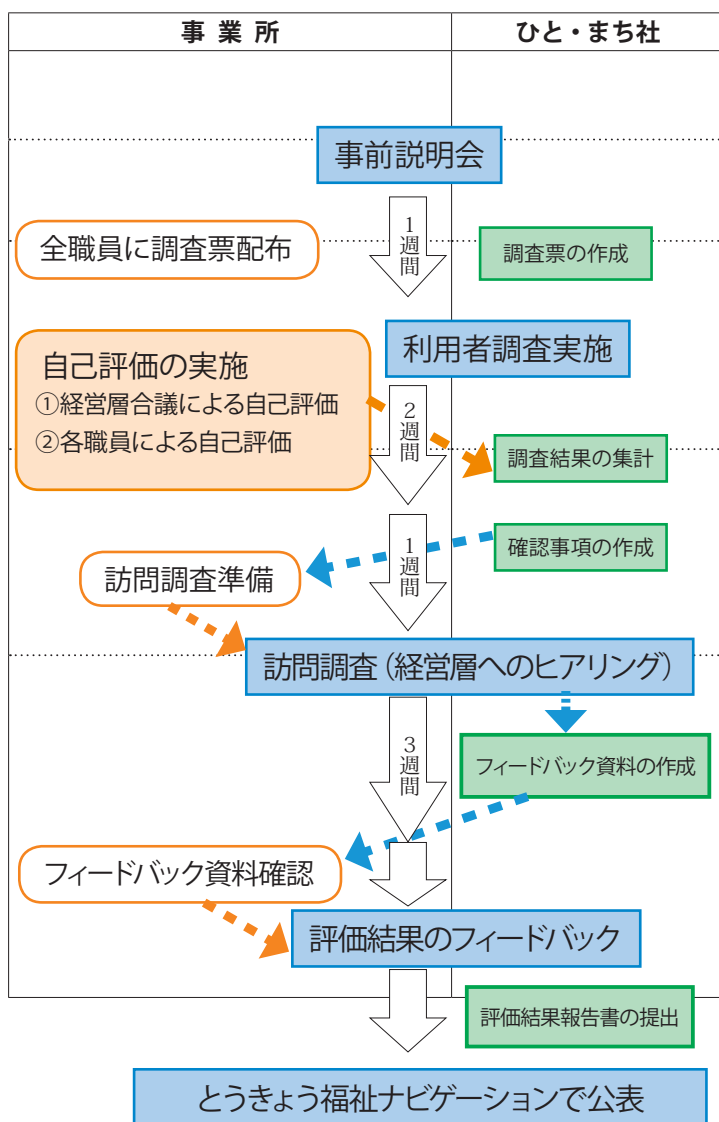 事業所
ひと・まち社
事前説明会
1週間
全職員に調査票配布
調査票の作成
利用者調査実施
自己評価の実施
①経営層合議による自己評価
②各職員による自己評価
2週間
調査結果の集計
1週間
確認事項の作成
訪問調査準備
訪問調査（経営層へのヒアリング）
3週間
フィードバック資料の作成
フィードバック資料確認
評価結果のフィードバック
評価結果報告書の提出
とうきょう福祉ナビゲーションで公表